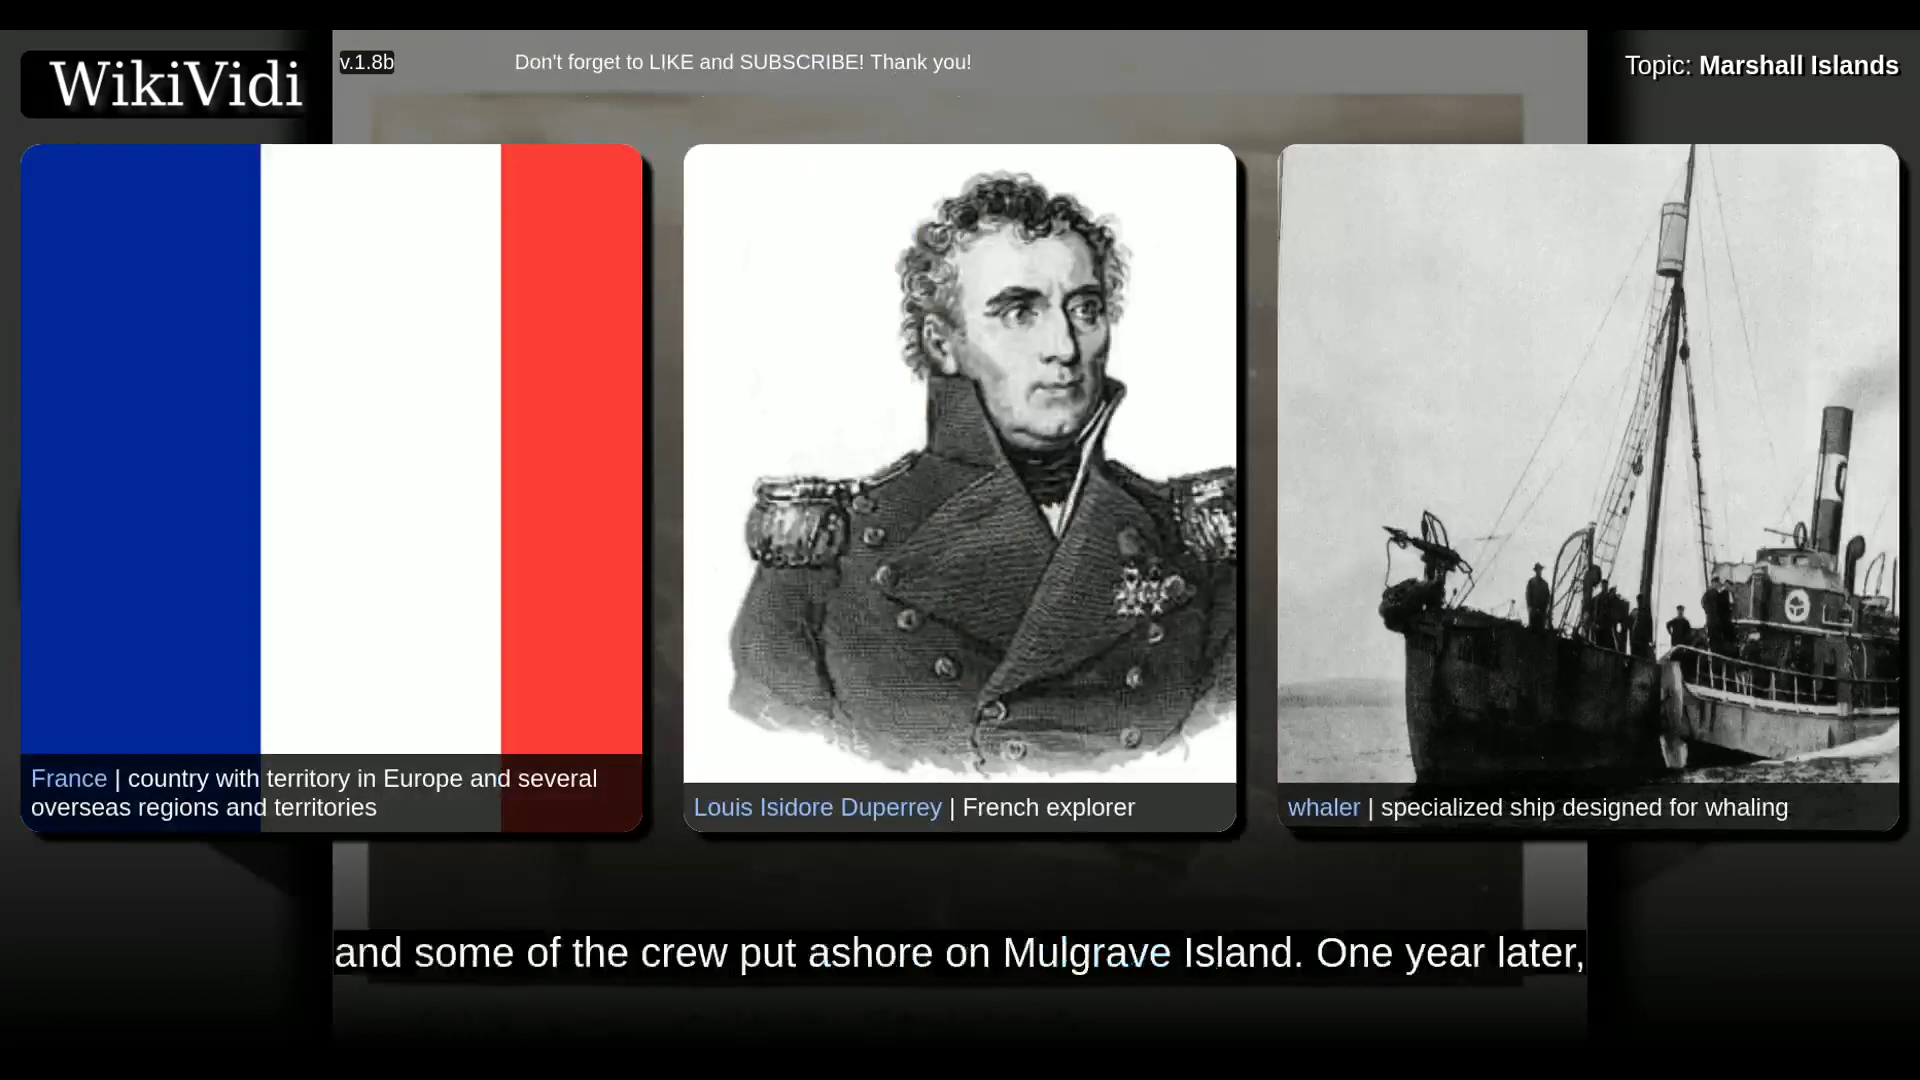 WikiVidi
v.1.8b
Don't forget to LIKE and SUBSCRIBE! Thank you!
Topic: Marshall Islands
France | country with territory in Europe and several
overseas regions and territories
Louis Isidore Duperrey | French explorer
whaler | specialized ship designed for whaling
and some of the crew put ashore on Mulgrave Island. One year later,